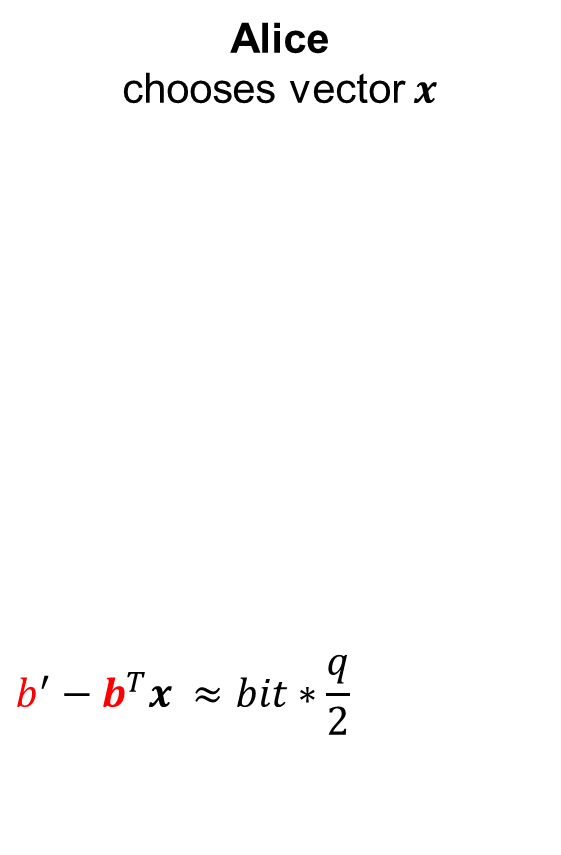 Alice
chooses vector x
b′ − bᵀx ≈ bit ∗ q/2